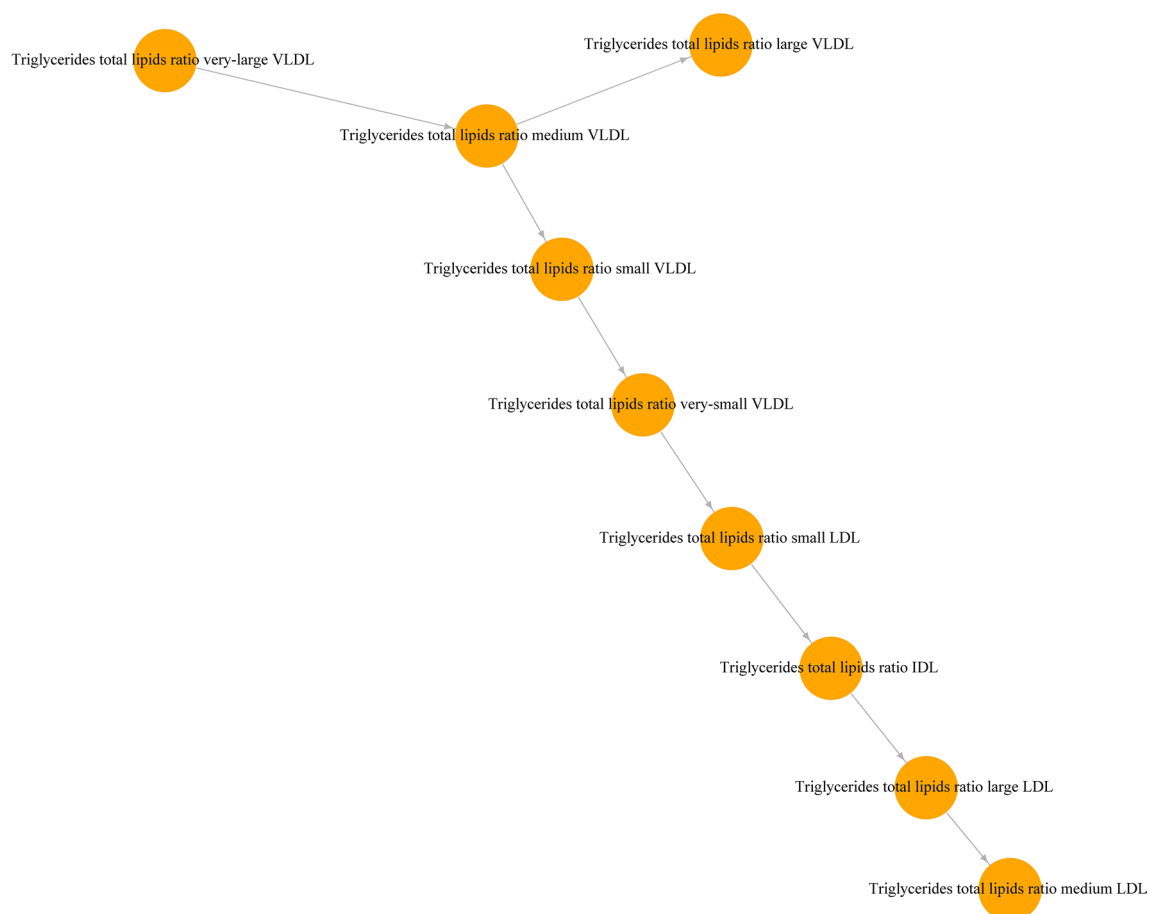 Triglycerides total lipids ratio large VLDL
Triglycerides total lipids ratio very-large VLDL
Triglycerides total lipids ratio medium VLDL
Triglycerides total lipids ratio small VLDL
Triglycerides total lipids ratio very-small VLDL
Triglycerides total lipids ratio small LDL
Triglycerides total lipids ratio IDL
Triglycerides total lipids ratio large LDL
Triglycerides total lipids ratio medium LDL